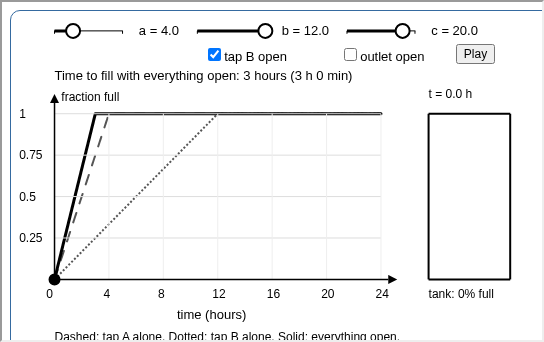 a = 4.0 b = 12.0 c = 20.0
tap B open outlet open Play
Time to fill with everything open: 3 hours (3 h 0 min)
fraction full
t = 0.0 h
1
0.75
0.5
0.25
0 4 8 12 16 20 24
tank: 0% full
time (hours)
Dashed: tap A alone. Dotted: tap B alone. Solid: everything open.